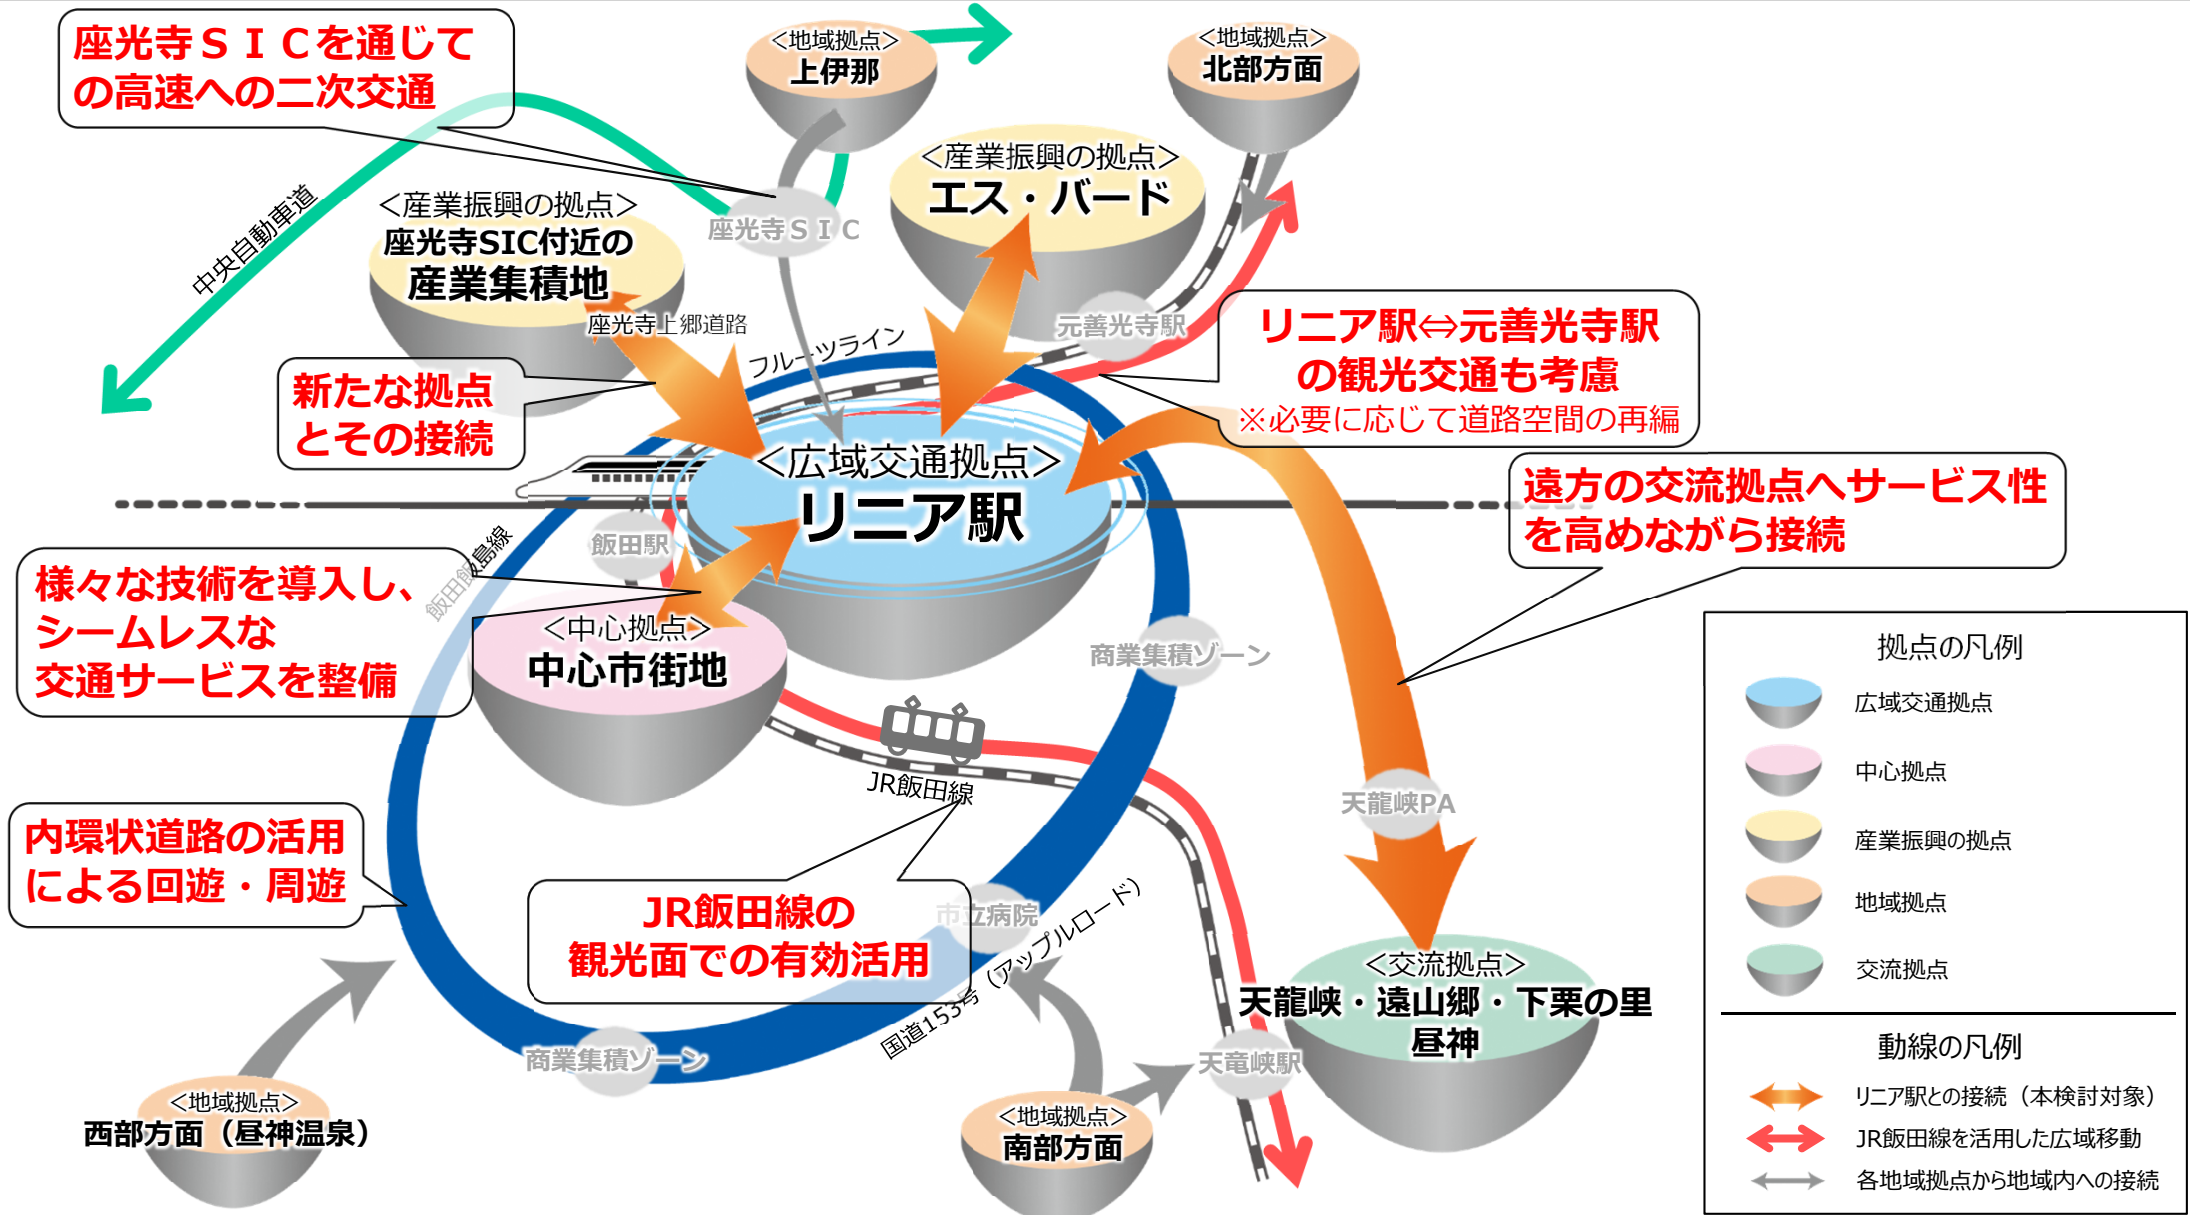 座光寺ＳＩＣを通じて
の高速への二次交通
＜地域拠点＞
上伊那
＜地域拠点＞
北部方面
中央自動車道
＜産業振興の拠点＞
座光寺SIC付近の
産業集積地
座光寺ＳＩＣ
＜産業振興の拠点＞
エス・バード
座光寺上郷道路
フルーツライン
元善光寺駅
リニア駅⇔元善光寺駅
の観光交通も考慮
※必要に応じて道路空間の再編
新たな拠点
とその接続
＜広域交通拠点＞
リニア駅
遠方の交流拠点へサービス性
を高めながら接続
飯田駅
飯田飯島線
様々な技術を導入し、
シームレスな
交通サービスを整備
＜中心拠点＞
中心市街地
商業集積ゾーン
JR飯田線
天龍峡PA
内環状道路の活用
による回遊・周遊
JR飯田線の
観光面での有効活用
市立病院
国道153号（アップルロード）
商業集積ゾーン
＜交流拠点＞
天龍峡・遠山郷・下栗の里
昼神
天竜峡駅
＜地域拠点＞
西部方面（昼神温泉）
＜地域拠点＞
南部方面
拠点の凡例
広域交通拠点
中心拠点
産業振興の拠点
地域拠点
交流拠点
動線の凡例
リニア駅との接続（本検討対象）
JR飯田線を活用した広域移動
各地域拠点から地域内への接続